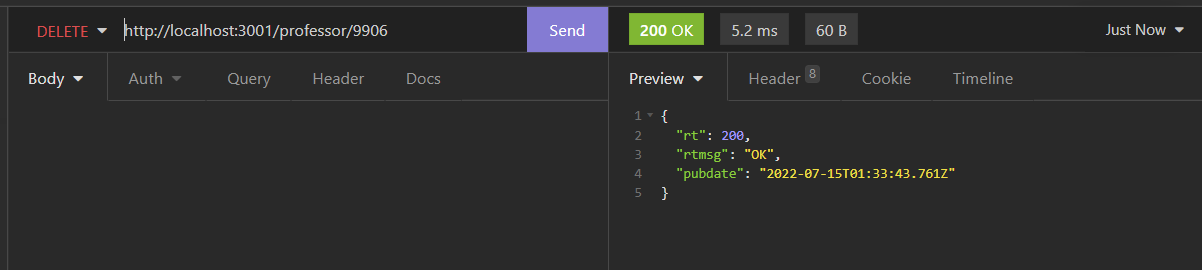 DELETE http://localhost:3001/professor/9906 Send 200 OK 5.2 ms 60 B Just Now
Body Auth Query Header Docs Preview Header 8 Cookie Timeline
1 {
2 "rt": 200,
3 "rtmsg": "OK",
4 "pubdate": "2022-07-15T01:33:43.761Z"
5 }